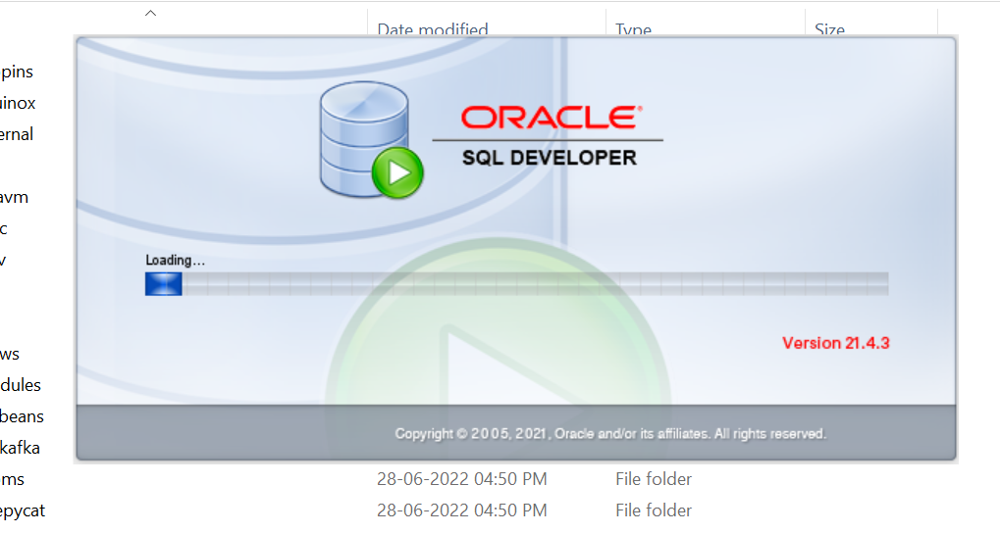 Date modified Type Size
pins
uinox
ernal
avm
c
v
ws
dules
beans
kafka
ms
epycat
ORACLE®
SQL DEVELOPER
Loading...
Version 21.4.3
Copyright © 2005, 2021, Oracle and/or its affiliates. All rights reserved.
28-06-2022 04:50 PM File folder
28-06-2022 04:50 PM File folder